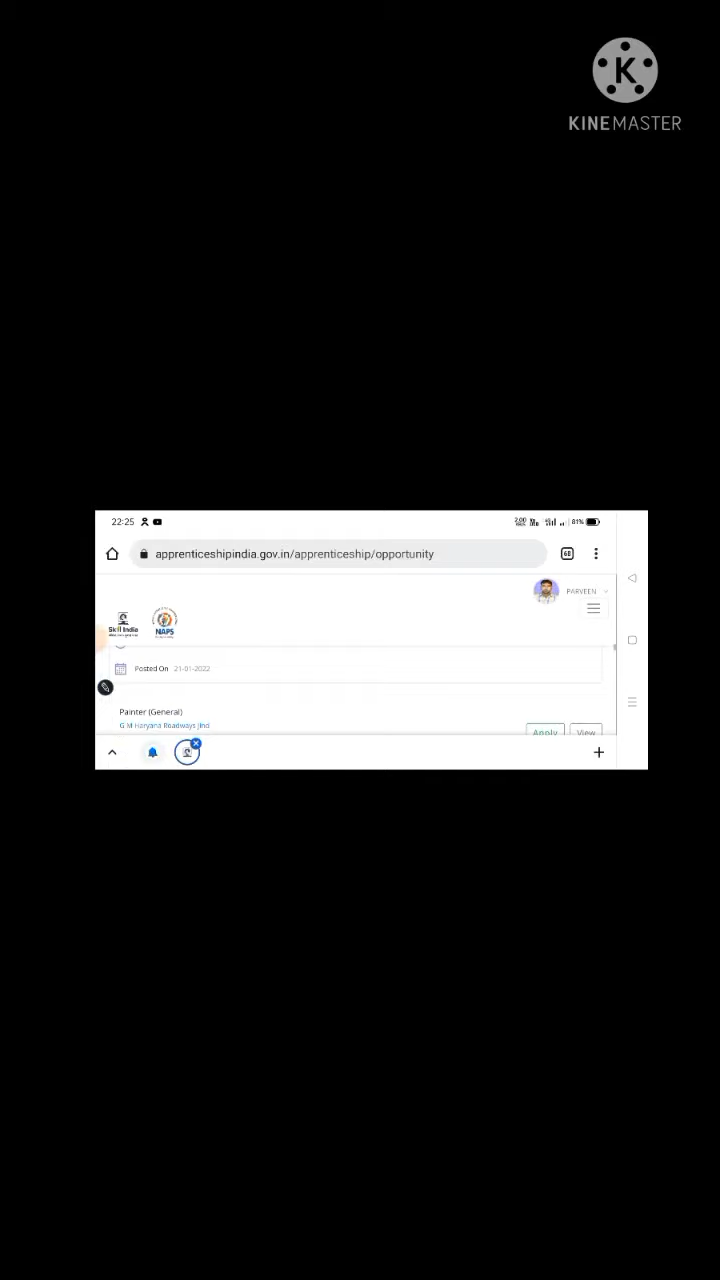 KINEMASTER
22:25
81%
apprenticeshipindia.gov.in/apprenticeship/opportunity
68
PARVEEN
Skill India
NAPS
Posted On 21-01-2022
Painter (General)
G M Haryana Roadways Jind
Apply View